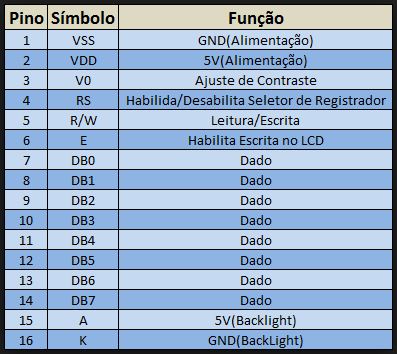 Pino Símbolo Função
1 VSS GND(Alimentação)
2 VDD 5V(Alimentação)
3 V0 Ajuste de Contraste
4 RS Habilida/Desabilita Seletor de Registrador
5 R/W Leitura/Escrita
6 E Habilita Escrita no LCD
7 DB0 Dado
8 DB1 Dado
9 DB2 Dado
10 DB3 Dado
11 DB4 Dado
12 DB5 Dado
13 DB6 Dado
14 DB7 Dado
15 A 5V(Backlight)
16 K GND(BackLight)